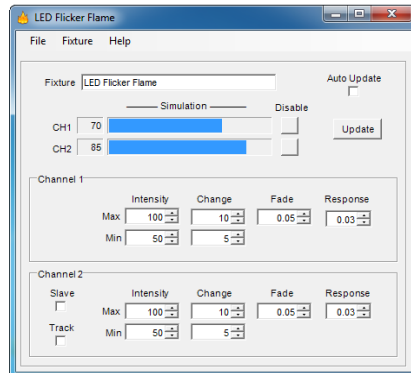 LED Flicker Flame
File Fixture Help
Fixture LED Flicker Flame Auto Update
Simulation Disable
CH1 70 Update
CH2 85
Channel 1
Intensity Change Fade Response
Max 100 10 0.05 0.03
Min 50 5
Channel 2
Slave Intensity Change Fade Response
Max 100 10 0.05 0.03
Track
Min 50 5